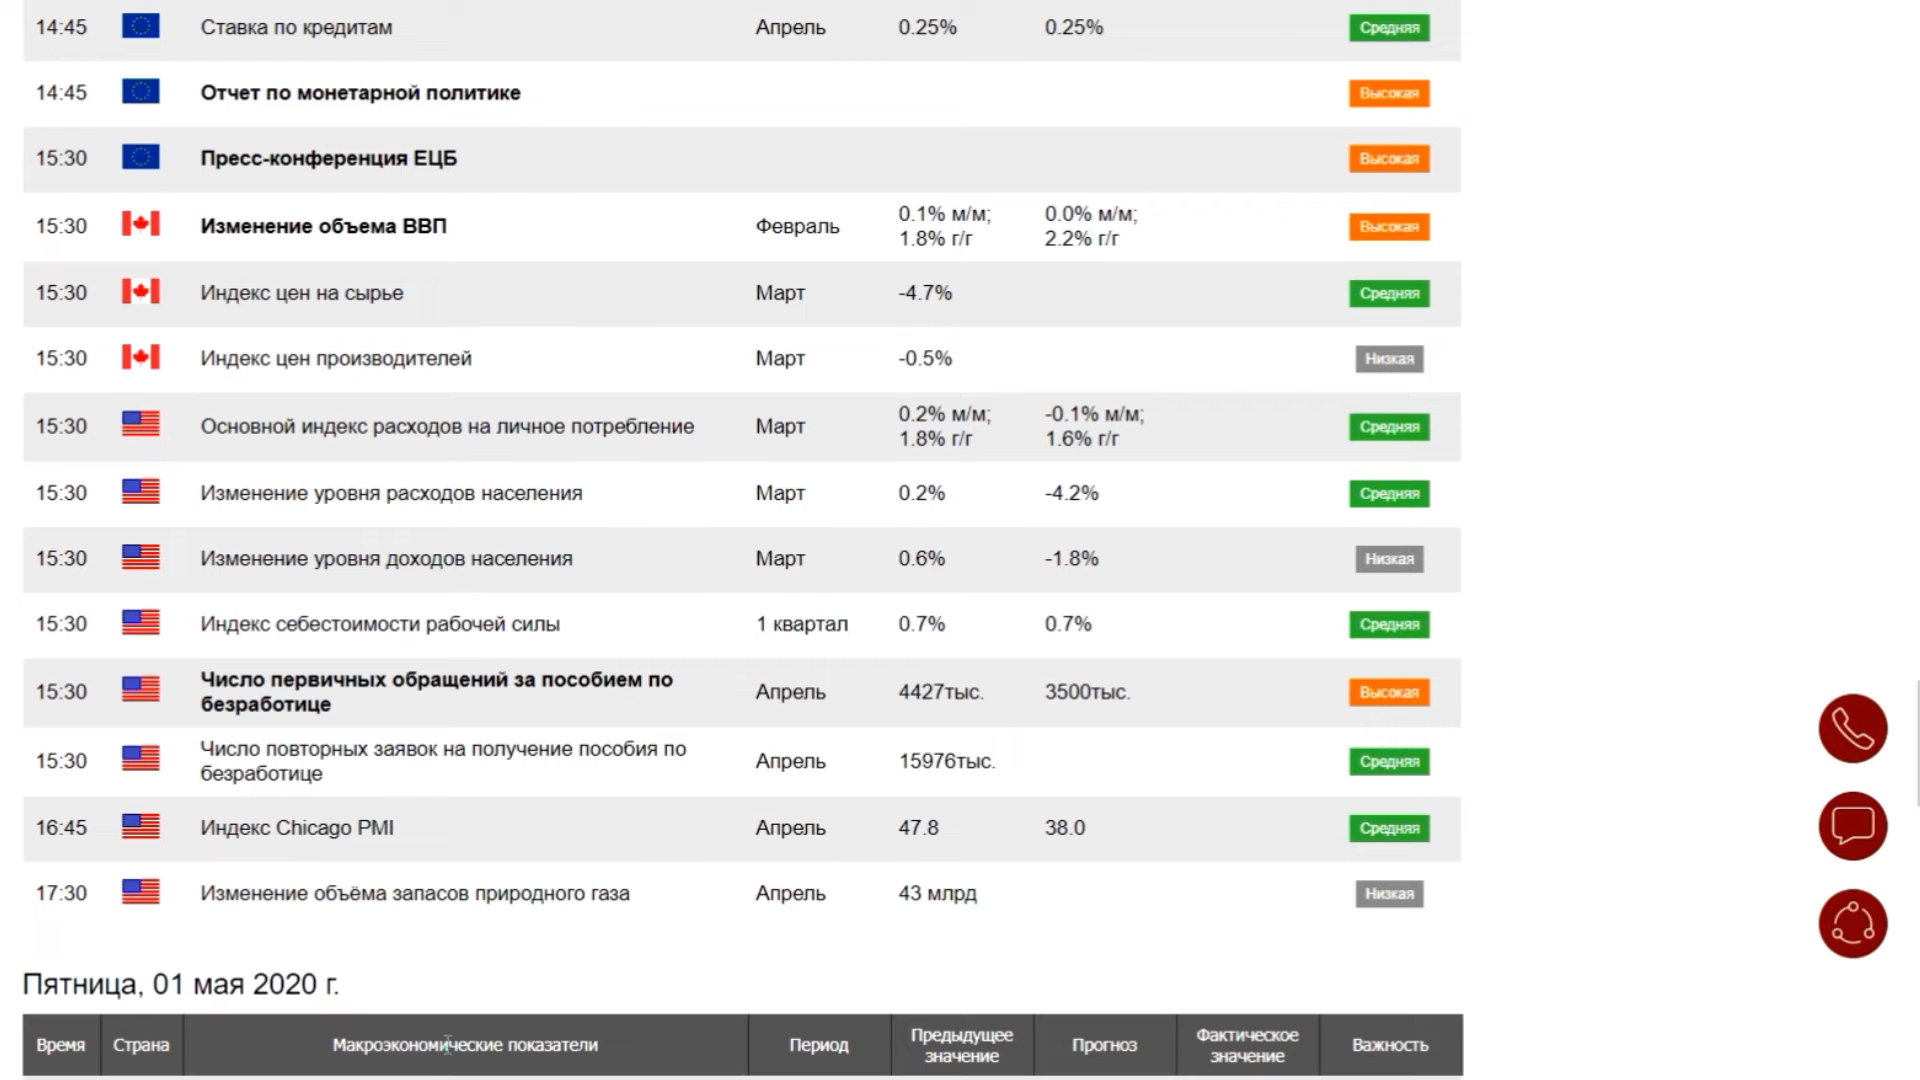 14:45 Ставка по кредитам Апрель 0.25% 0.25% Средняя
14:45 Отчет по монетарной политике Высокая
15:30 Пресс-конференция ЕЦБ Высокая
15:30 Изменение объема ВВП Февраль 0.1% м/м; 0.0% м/м; Высокая
1.8% г/г 2.2% г/г
15:30 Индекс цен на сырье Март -4.7% Средняя
15:30 Индекс цен производителей Март -0.5% Низкая
15:30 Основной индекс расходов на личное потребление Март 0.2% м/м; -0.1% м/м; Средняя
1.8% г/г 1.6% г/г
15:30 Изменение уровня расходов населения Март 0.2% -4.2% Средняя
15:30 Изменение уровня доходов населения Март 0.6% -1.8% Низкая
15:30 Индекс себестоимости рабочей силы 1 квартал 0.7% 0.7% Средняя
15:30 Число первичных обращений за пособием по Апрель 4427тыс. 3500тыс. Высокая
безработице
15:30 Число повторных заявок на получение пособия по Апрель 15976тыс. Средняя
безработице
16:45 Индекс Chicago PMI Апрель 47.8 38.0 Средняя
17:30 Изменение объёма запасов природного газа Апрель 43 млрд Низкая
Пятница, 01 мая 2020 г.
Время Страна Макроэкономические показатели Период Предыдущее Прогноз Фактическое Важность
значение значение